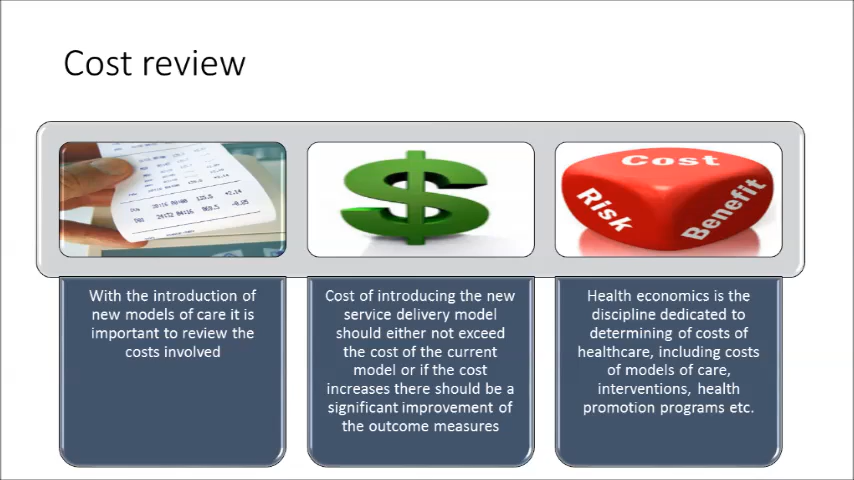 Cost review
Cost
Risk
Benefit
With the introduction of
new models of care it is
important to review the
costs involved
Cost of introducing the new
service delivery model
should either not exceed
the cost of the current
model or if the cost
increases there should be a
significant improvement of
the outcome measures
Health economics is the
discipline dedicated to
determining of costs of
healthcare, including costs
of models of care,
interventions, health
promotion programs etc.